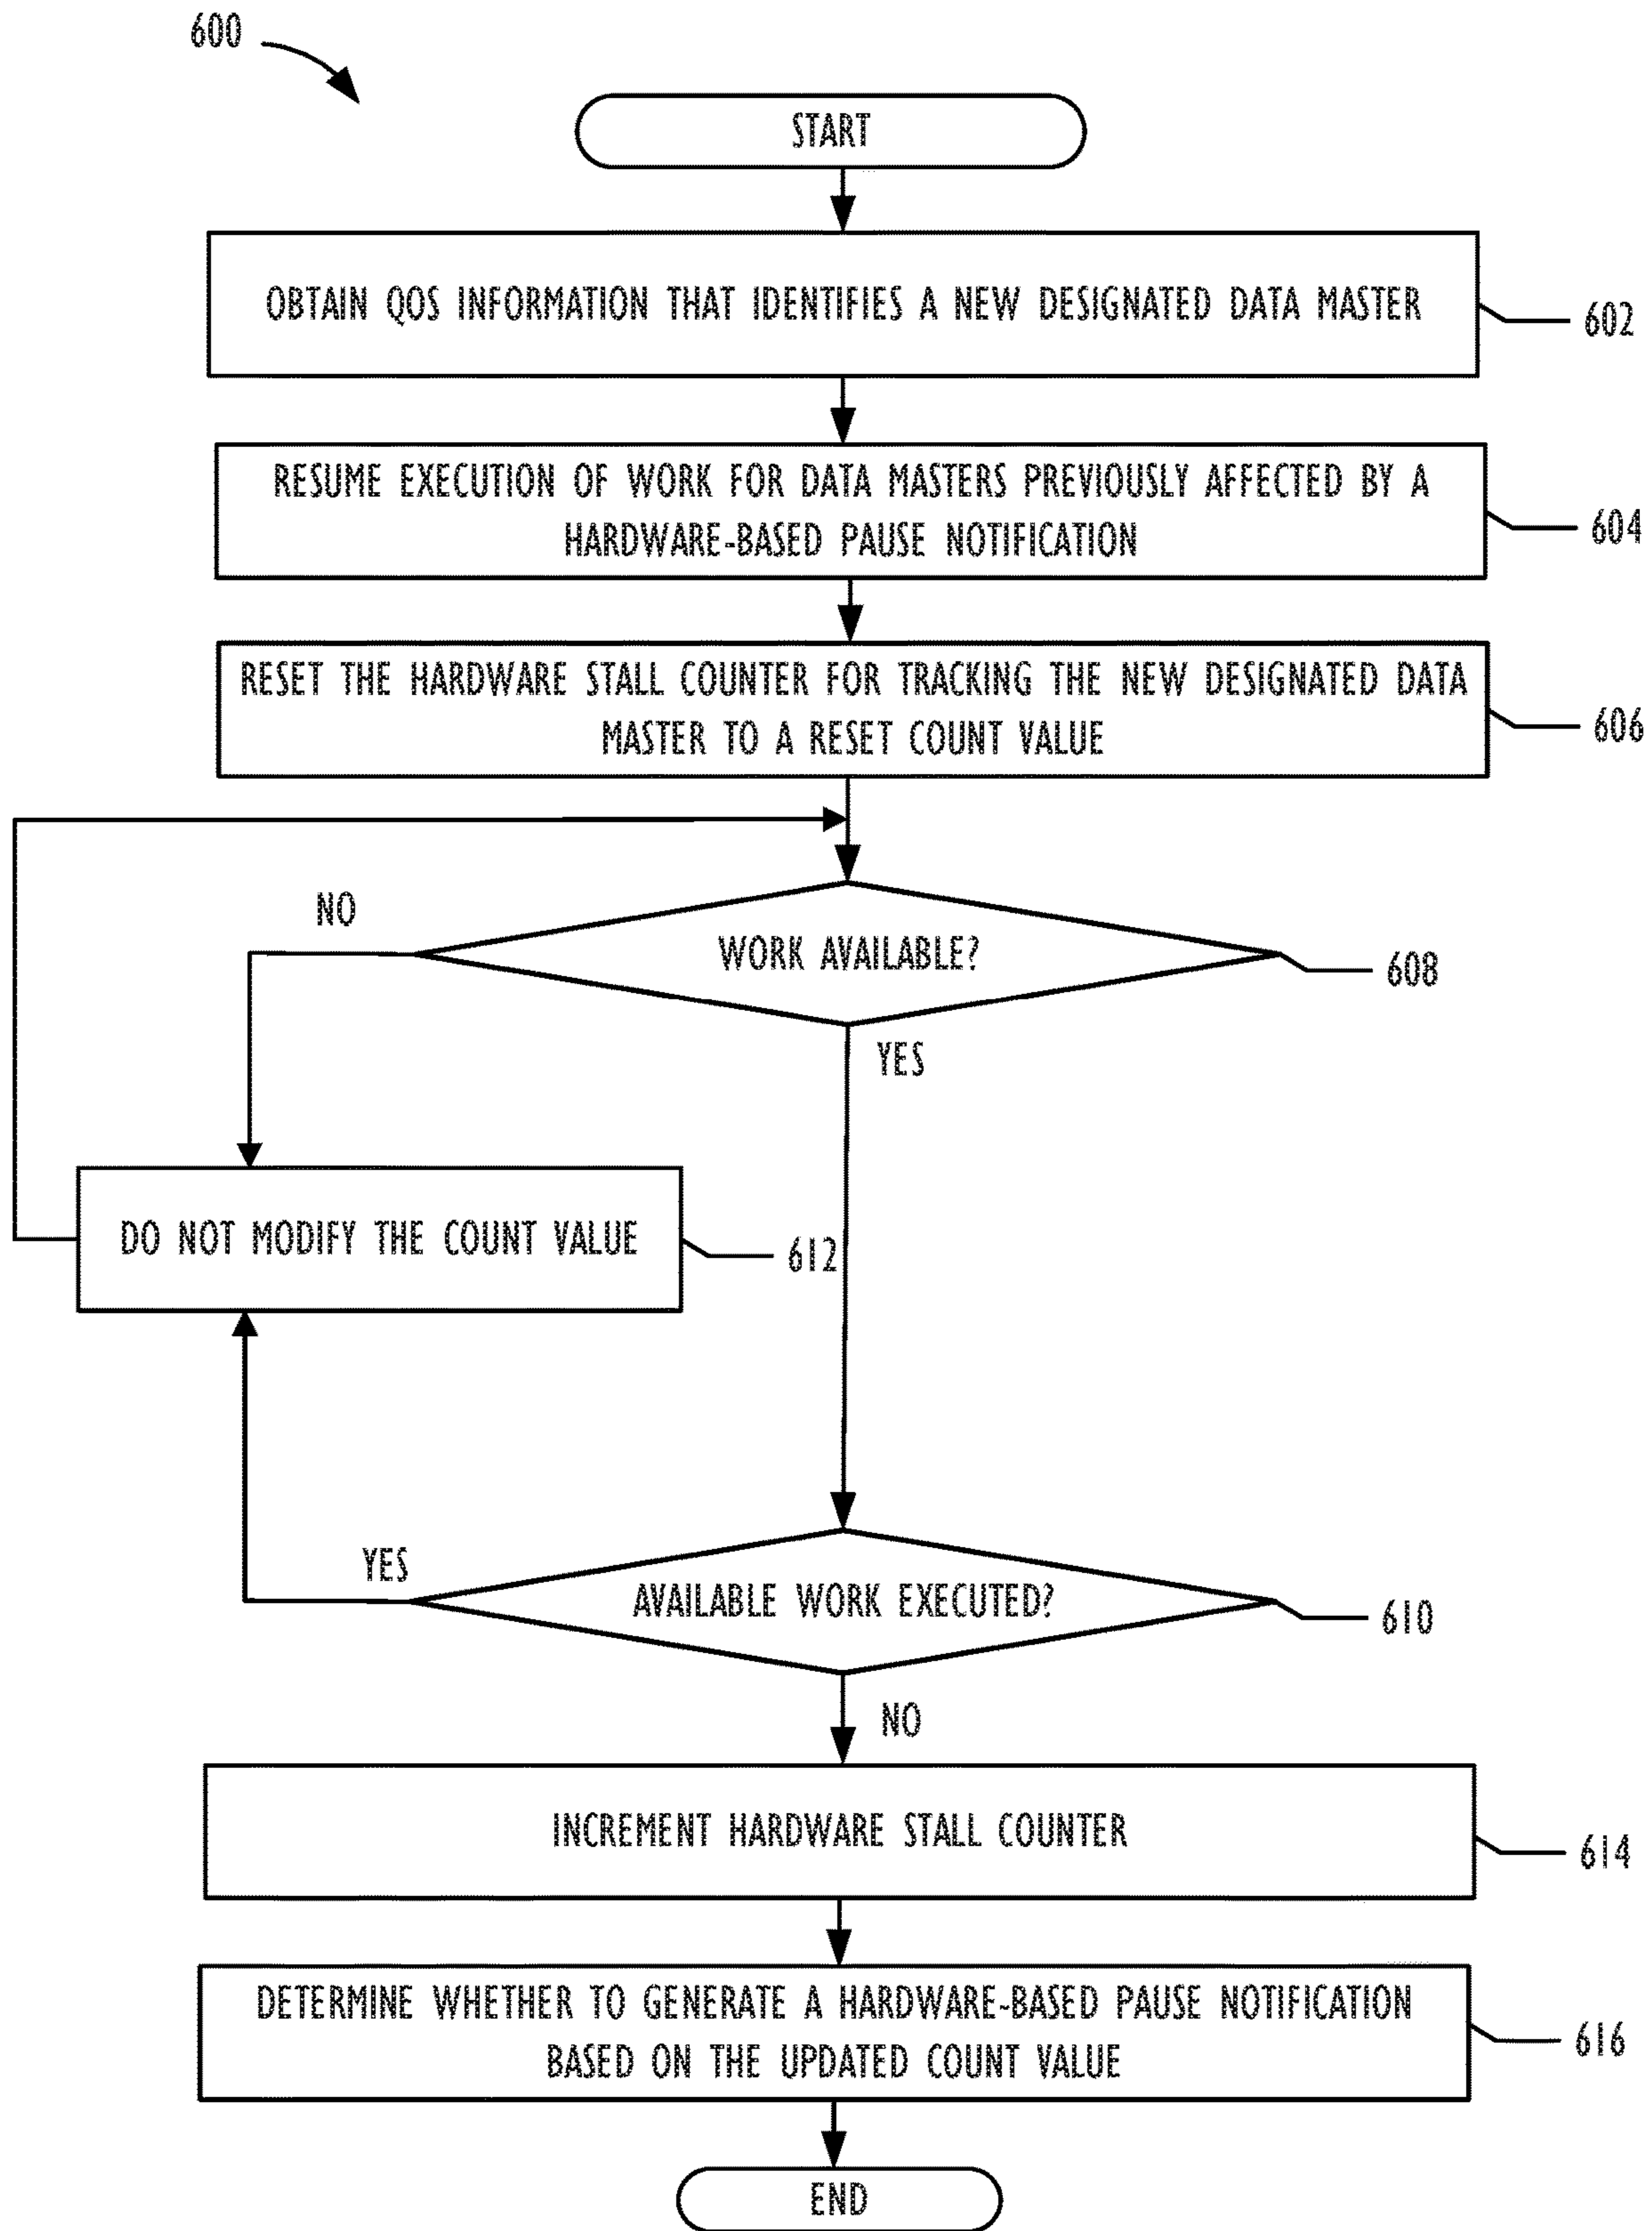 600
START
OBTAIN QOS INFORMATION THAT IDENTIFIES A NEW DESIGNATED DATA MASTER
602
RESUME EXECUTION OF WORK FOR DATA MASTERS PREVIOUSLY AFFECTED BY A
HARDWARE-BASED PAUSE NOTIFICATION
604
RESET THE HARDWARE STALL COUNTER FOR TRACKING THE NEW DESIGNATED DATA
MASTER TO A RESET COUNT VALUE
606
NO
WORK AVAILABLE?
608
YES
DO NOT MODIFY THE COUNT VALUE
612
YES
AVAILABLE WORK EXECUTED?
610
NO
INCREMENT HARDWARE STALL COUNTER
614
DETERMINE WHETHER TO GENERATE A HARDWARE-BASED PAUSE NOTIFICATION
BASED ON THE UPDATED COUNT VALUE
616
END